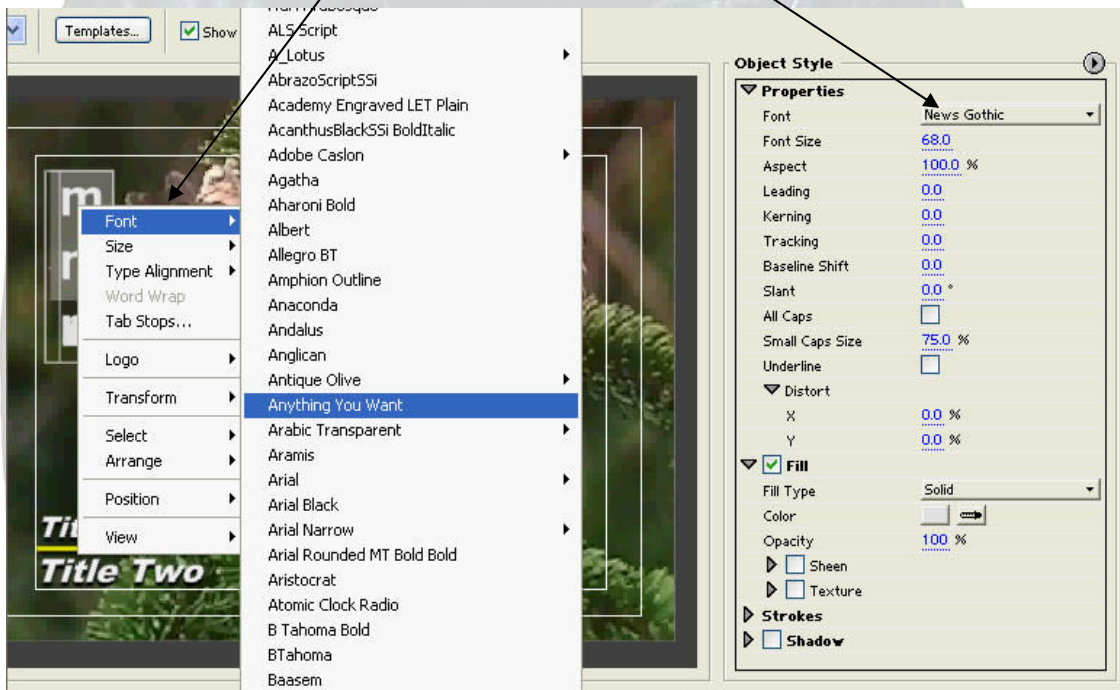 Templates...
Show
ALS Script
A_Lotus
AbrazoScriptSSi
Academy Engraved LET Plain
AcanthusBlackSSi BoldItalic
Adobe Caslon
Agatha
Aharoni Bold
Albert
Allegro BT
Amphion Outline
Anaconda
Andalus
Anglican
Antique Olive
Anything You Want
Arabic Transparent
Aramis
Arial
Arial Black
Arial Narrow
Arial Rounded MT Bold Bold
Aristocrat
Atomic Clock Radio
B Tahoma Bold
BTahoma
Baasem
m
Font
Size
Type Alignment
Word Wrap
Tab Stops...
Logo
Transform
Select
Arrange
Position
View
Title Two
Object Style
Properties
Font News Gothic
Font Size 68.0
Aspect 100.0 %
Leading 0.0
Kerning 0.0
Tracking 0.0
Baseline Shift 0.0
Slant 0.0 °
All Caps
Small Caps Size 75.0 %
Underline
Distort
X 0.0 %
Y 0.0 %
Fill
Fill Type Solid
Color
Opacity 100 %
Sheen
Texture
Strokes
Shadow